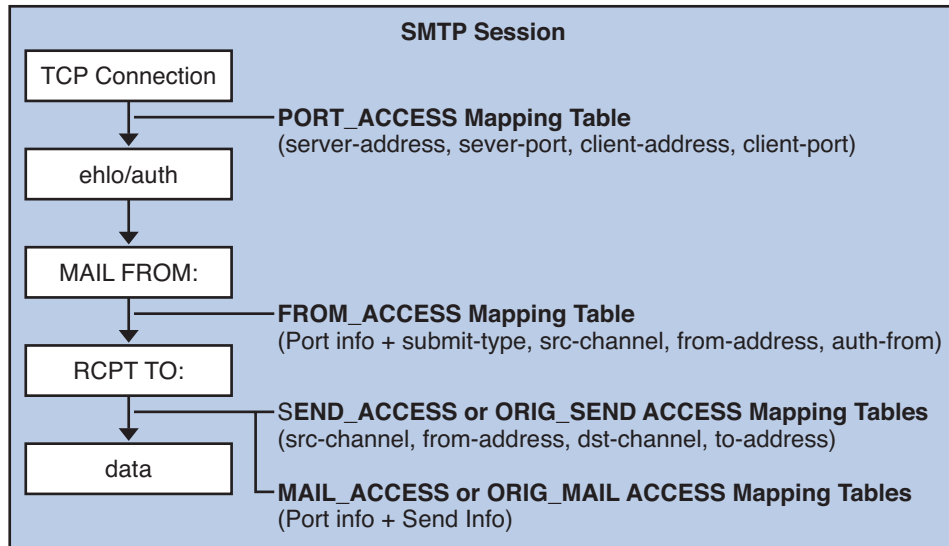 SMTP Session
TCP Connection
PORT_ACCESS Mapping Table
(server-address, sever-port, client-address, client-port)
ehlo/auth
MAIL FROM:
FROM_ACCESS Mapping Table
(Port info + submit-type, src-channel, from-address, auth-from)
RCPT TO:
SEND_ACCESS or ORIG_SEND ACCESS Mapping Tables
(src-channel, from-address, dst-channel, to-address)
data
MAIL_ACCESS or ORIG_MAIL ACCESS Mapping Tables
(Port info + Send Info)